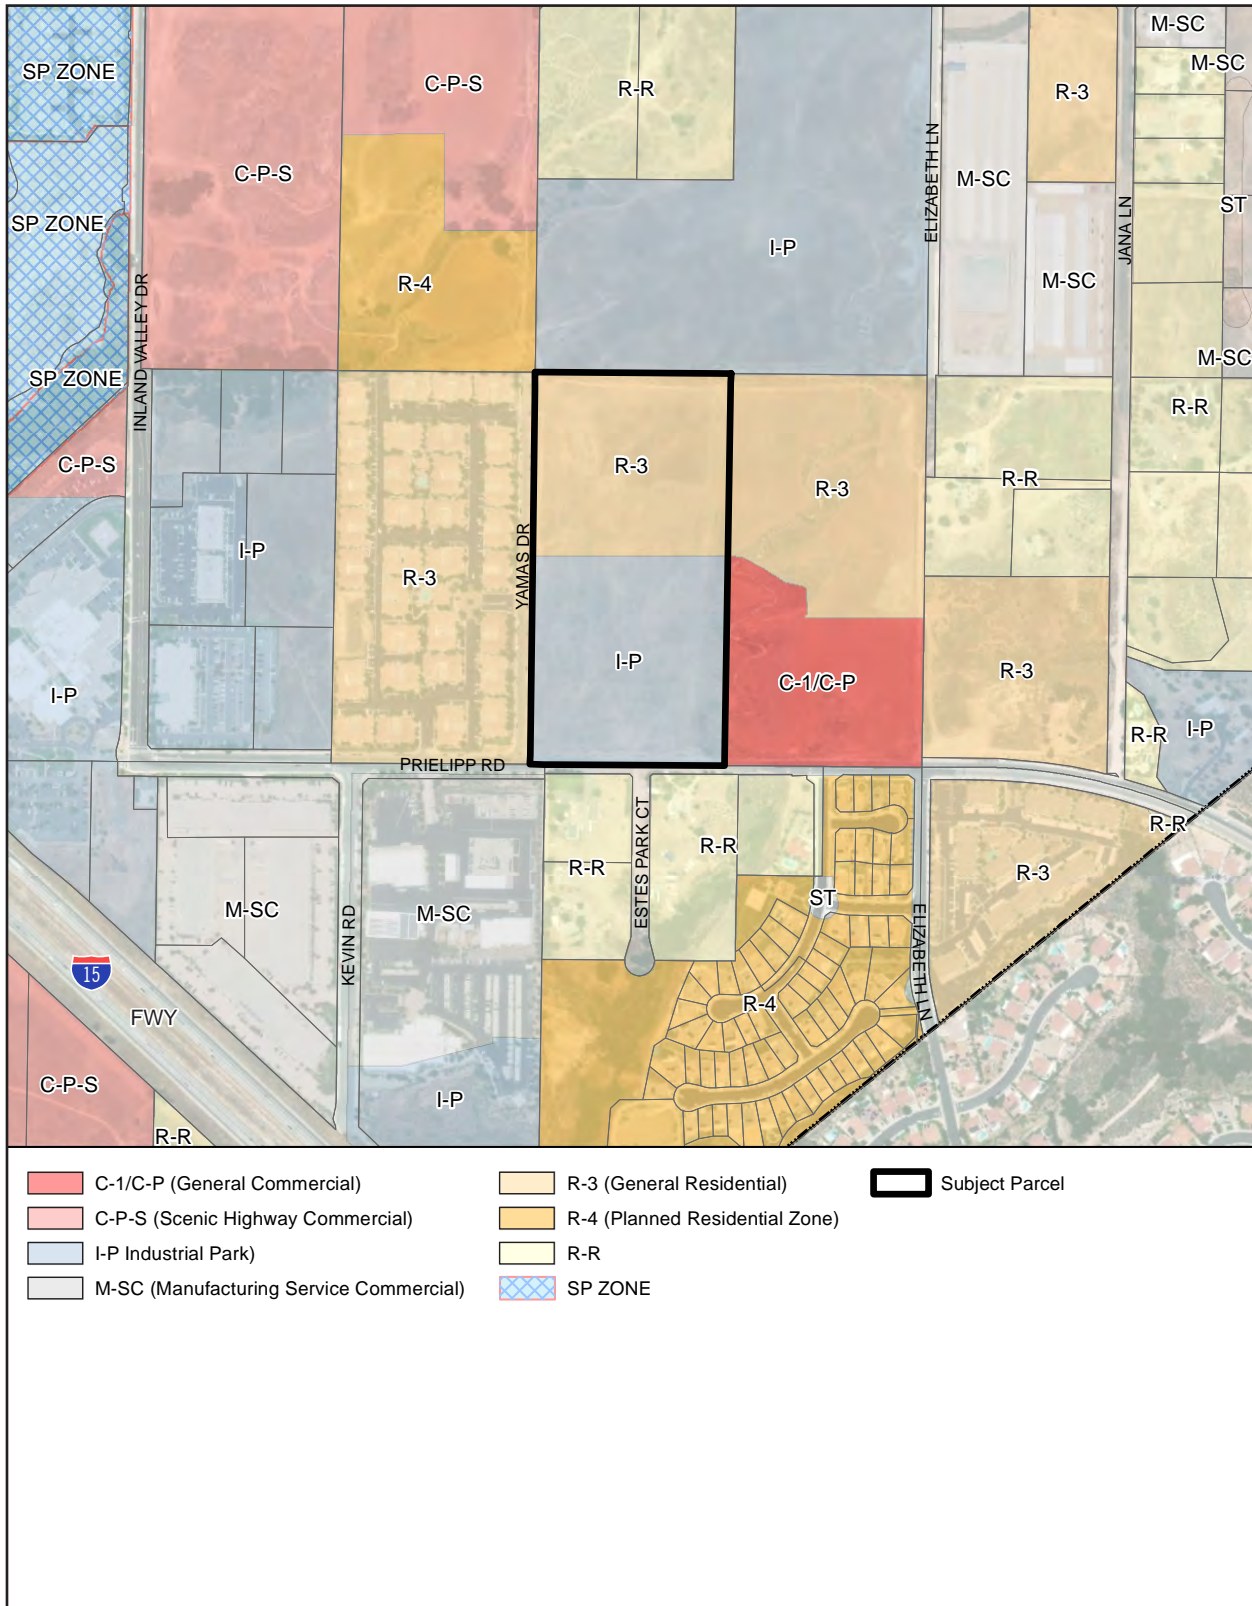 M-SC
SP ZONE
C-P-S
R-R
R-3
M-SC
C-P-S
M-SC
ELIZABETH LN
SP ZONE
ST
JANA LN
I-P
R-4
M-SC
INLAND VALLEY DR
SP ZONE
M-SC
R-R
C-P-S
R-3
R-3
R-R
I-P
YAMAS DR
R-3
I-P
C-1/C-P
R-3
I-P
R-R
I-P
PRIELIPP RD
R-R
R-R
R-R
ESTES PARK CT
R-3
ST
M-SC
M-SC
KEVIN RD
ELIZABETH LN
15
FWY
R-4
C-P-S
I-P
R-R
C-1/C-P (General Commercial)
C-P-S (Scenic Highway Commercial)
I-P Industrial Park)
M-SC (Manufacturing Service Commercial)
R-3 (General Residential)
R-4 (Planned Residential Zone)
R-R
SP ZONE
Subject Parcel